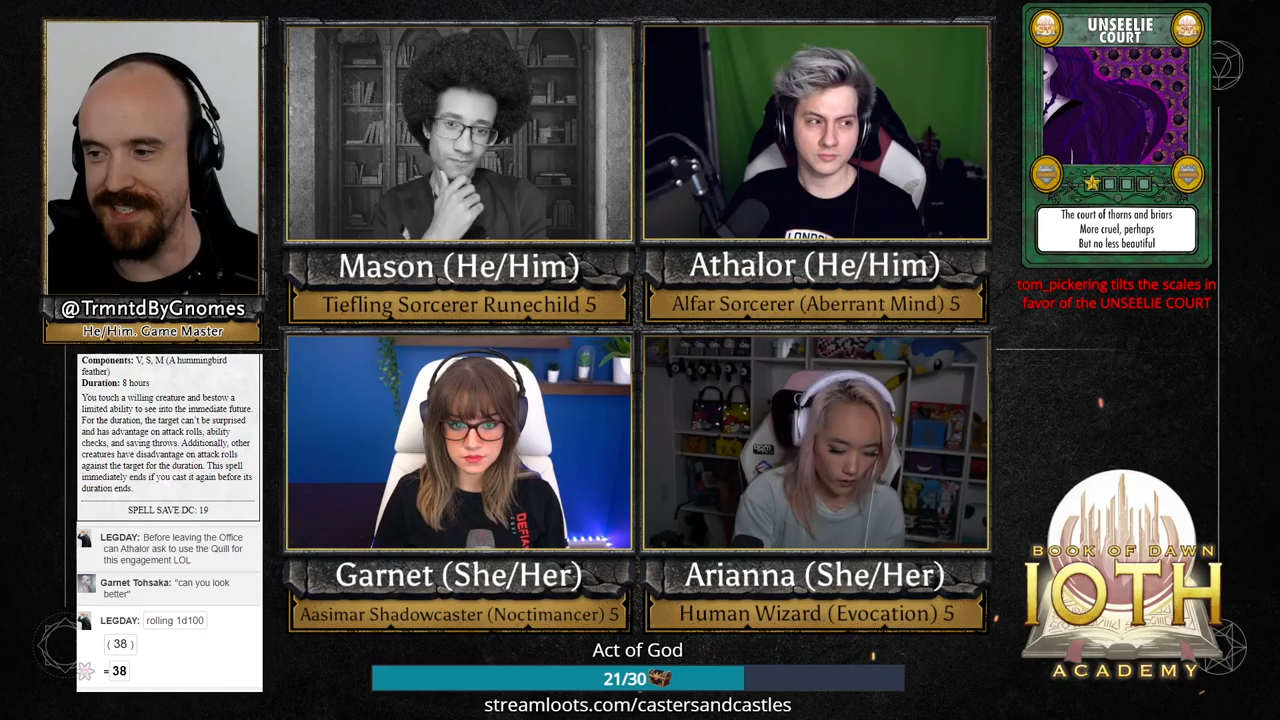 @TrmntdByGnomes
He/Him. Game Master
Mason (He/Him)
Tiefling Sorcerer Runechild 5
Athalor (He/Him)
Alfar Sorcerer (Aberrant Mind) 5
Garnet (She/Her)
Aasimar Shadowcaster (Noctimancer) 5
Arianna (She/Her)
Human Wizard (Evocation) 5
UNSEELIE
COURT
The court of thorns and briars
More cruel, perhaps
But no less beautiful
tom_pickering tilts the scales in
favor of the UNSEELIE COURT
Components: V, S, M (A hummingbird
feather)
Duration: 8 hours
You touch a willing creature and bestow a
limited ability to see into the immediate future.
For the duration, the target can't be surprised
and has advantage on attack rolls, ability
checks, and saving throws. Additionally, other
creatures have disadvantage on attack rolls
against the target for the duration. This spell
immediately ends if you cast it again before its
duration ends.
SPELL SAVE DC: 19
LEGDAY: Before leaving the Office
can Athalor ask to use the Quill for
this engagement LOL
Garnet Tohsaka: "can you look
better"
LEGDAY: rolling 1d100
( 38 )
= 38
BOOK OF DAWN
IOTH
ACADEMY
Act of God
21/30
streamloots.com/castersandcastles